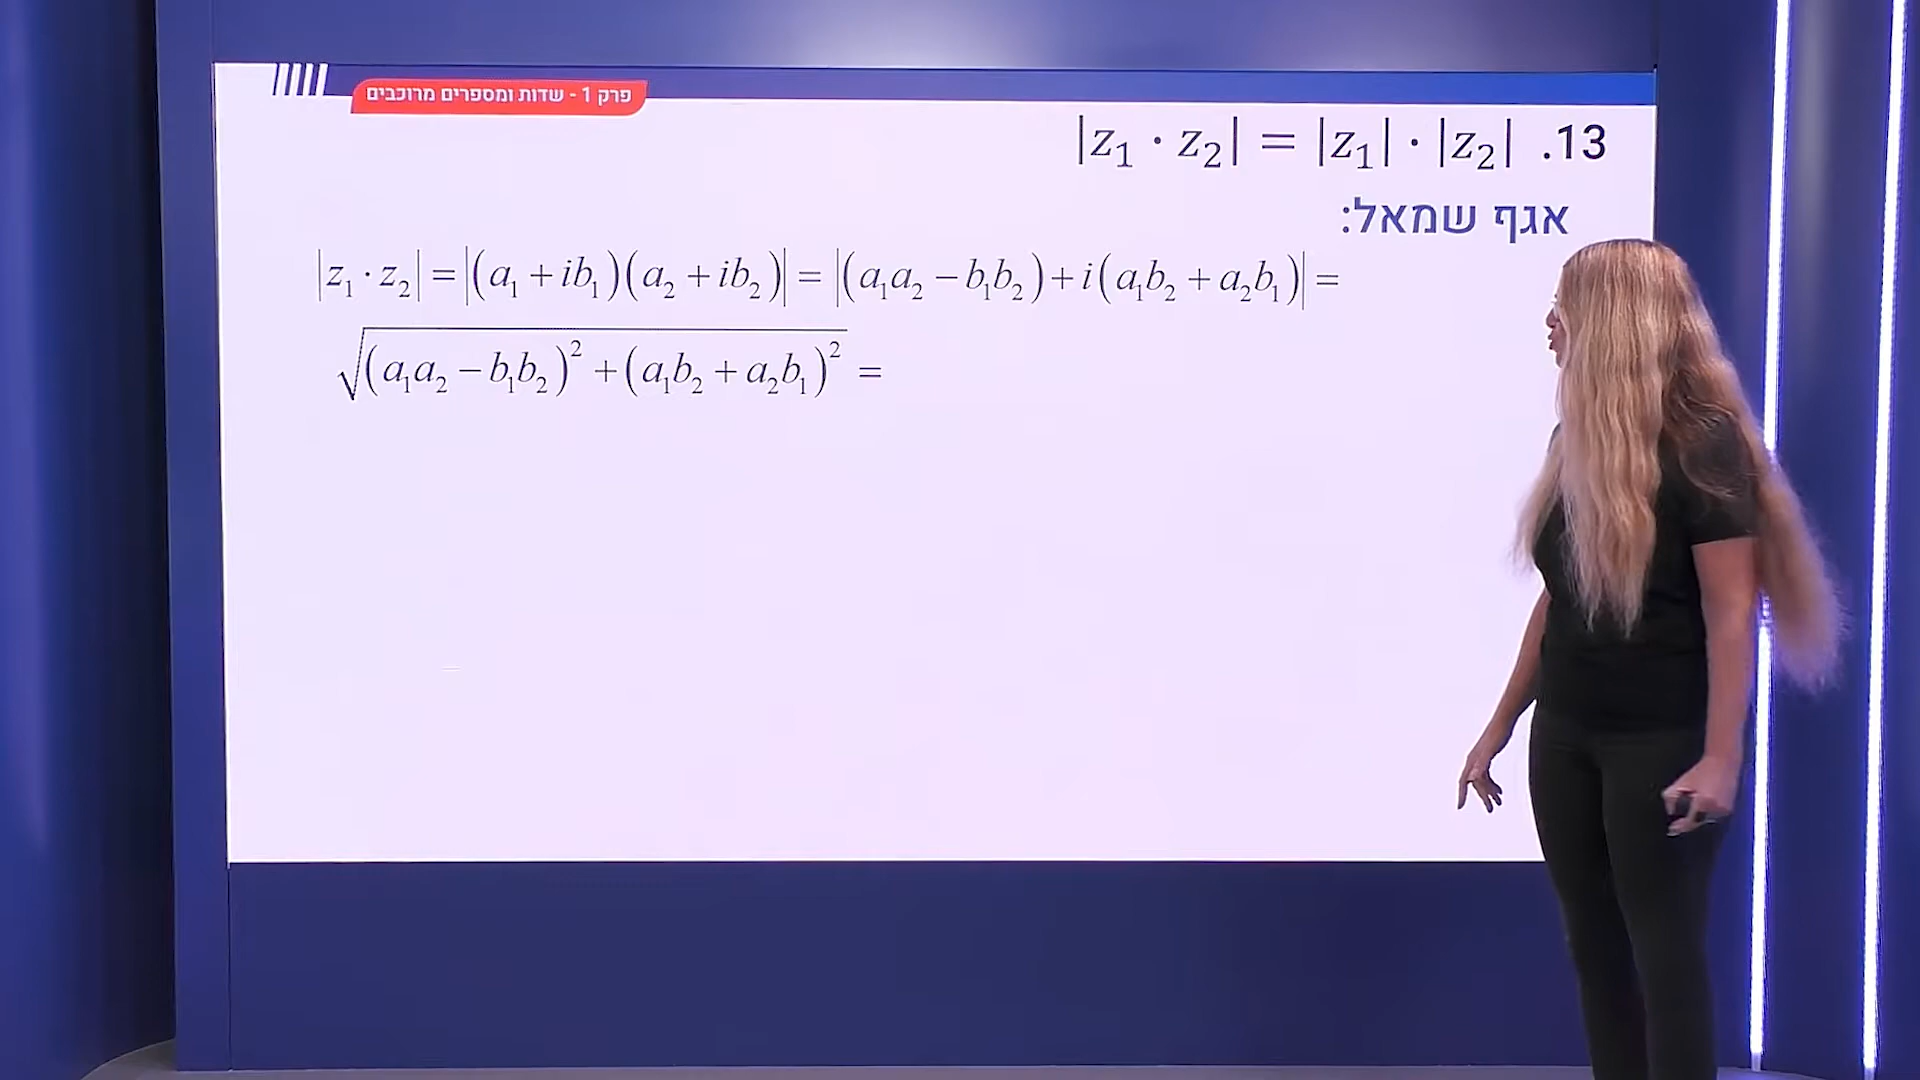 פרק 1 - שדות ומספרים מרוכבים
13. |z₁ · z₂| = |z₁| · |z₂|
אגף שמאל:
|z₁ · z₂| = |(a₁ + ib₁)(a₂ + ib₂)| = |(a₁a₂ − b₁b₂) + i(a₁b₂ + a₂b₁)| =
√((a₁a₂ − b₁b₂)² + (a₁b₂ + a₂b₁)²) =